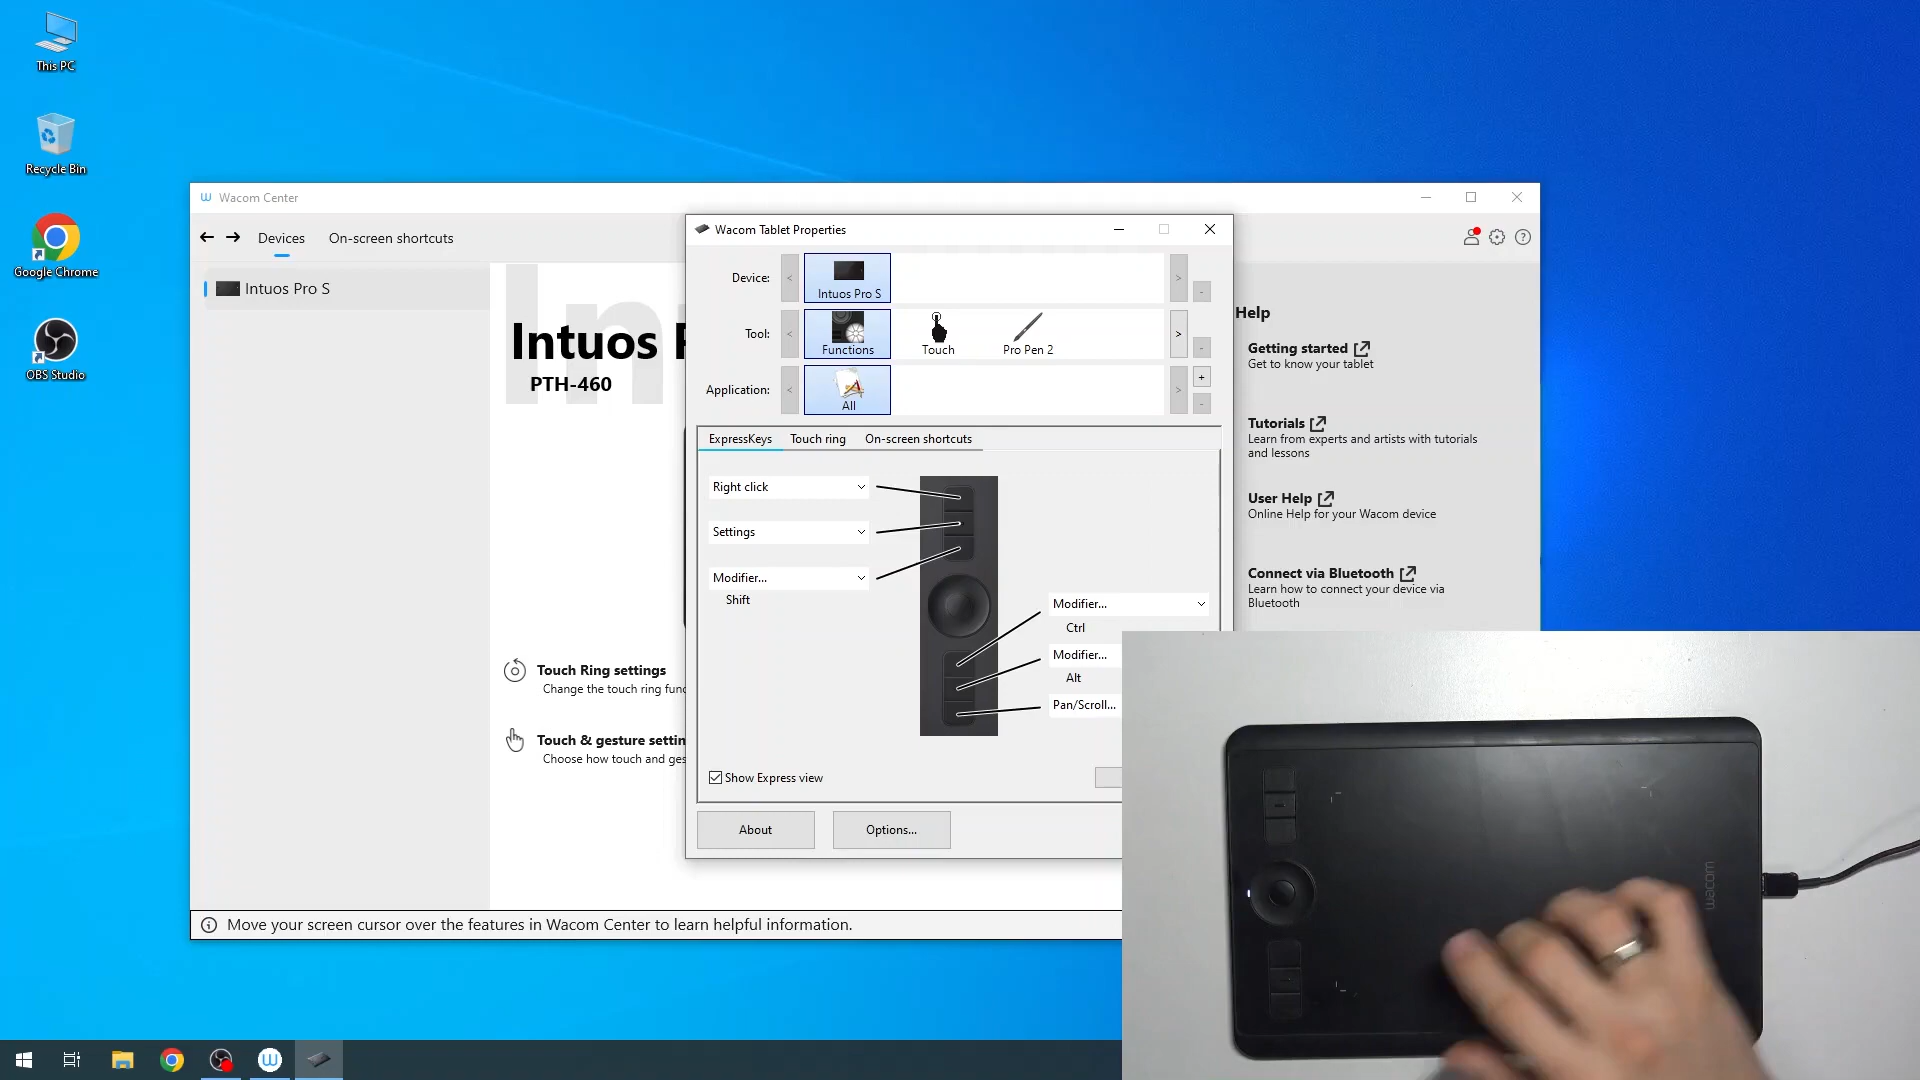 This PC
Recycle Bin
Google Chrome
OBS Studio
Wacom Center
Devices
On-screen shortcuts
Intuos Pro S
Intuos
PTH-460
Touch Ring settings
Change the touch ring
Touch & gesture
Choose how touch and
Move your screen cursor over the features in Wacom Center to learn helpful information.
Wacom Tablet Properties
Device:
Intuos Pro S
Tool:
Functions
Touch
Pro Pen 2
Application:
All
ExpressKeys
Touch ring
On-screen shortcuts
Right click
Settings
Modifier...
Shift
Modifier...
Ctrl
Modifier...
Alt
Pan/Scroll...
Show Express view
About
Options...
Help
Getting started
Get to know your tablet
Tutorials
Learn from experts and artists with tutorials
and lessons
User Help
Online Help for your Wacom device
Connect via Bluetooth
Learn how to connect your device via
Bluetooth
wacom